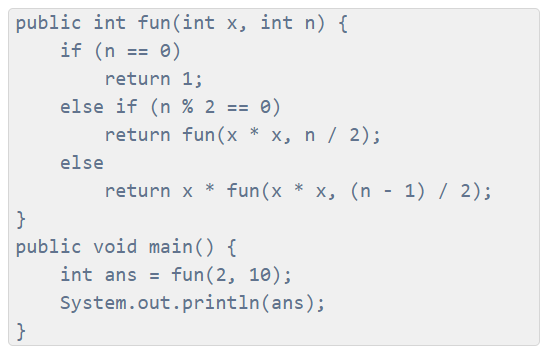 public int fun(int x, int n) {
    if (n == 0)
        return 1;
    else if (n % 2 == 0)
        return fun(x * x, n / 2);
    else
        return x * fun(x * x, (n - 1) / 2);
}
public void main() {
    int ans = fun(2, 10);
    System.out.println(ans);
}